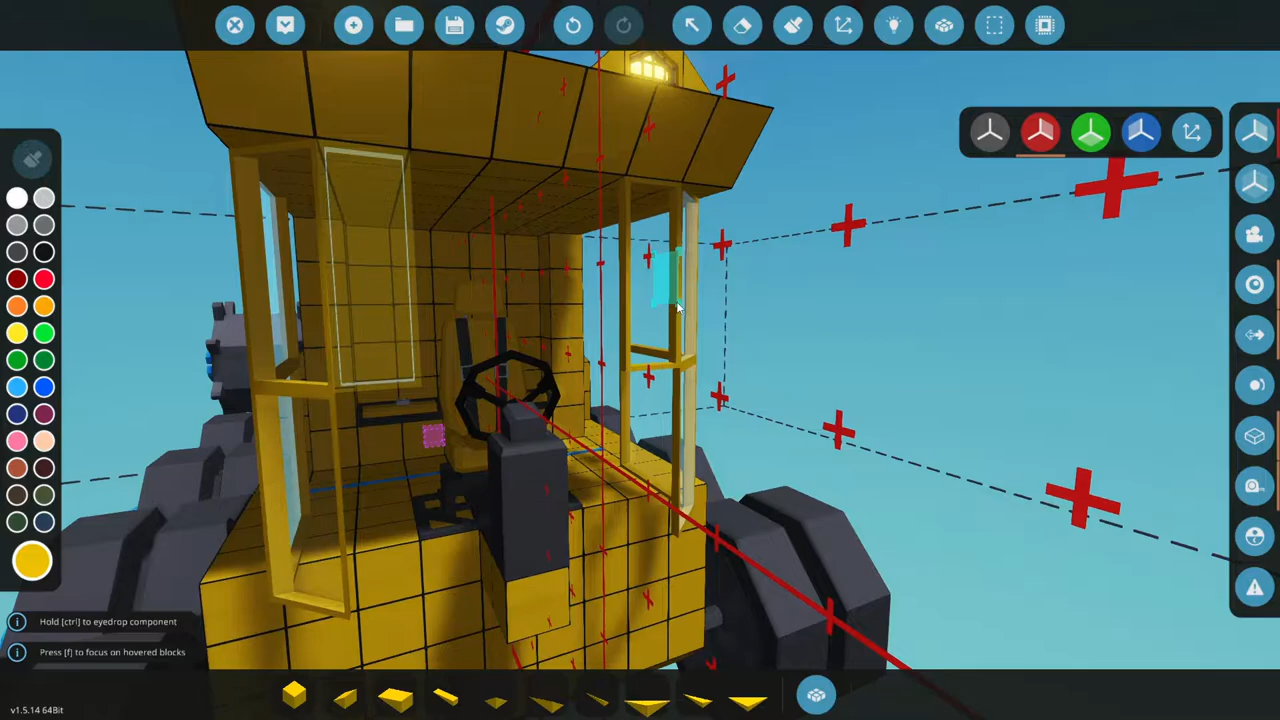 Hold [ctrl] to eyedrop component
Press [f] to focus on hovered blocks
v1.5.14 64Bit